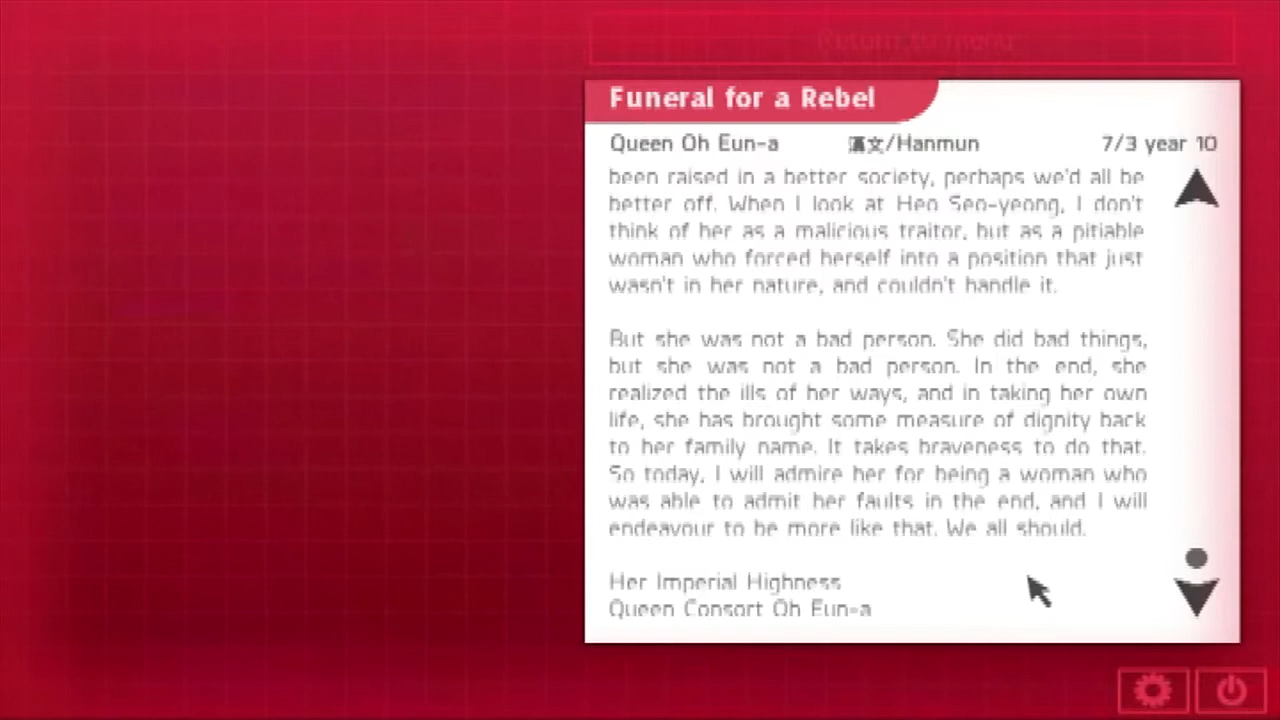 Return to menu
Funeral for a Rebel
Queen Oh Eun-a 漢文/Hanmun 7/3 year 10
been raised in a better society, perhaps we'd all be
better off. When I look at Heo Seo-yeong, I don't
think of her as a malicious traitor, but as a pitiable
woman who forced herself into a position that just
wasn't in her nature, and couldn't handle it.
But she was not a bad person. She did bad things,
but she was not a bad person. In the end, she
realized the ills of her ways, and in taking her own
life, she has brought some measure of dignity back
to her family name. It takes braveness to do that.
So today, I will admire her for being a woman who
was able to admit her faults in the end, and I will
endeavour to be more like that. We all should.
Her Imperial Highness
Queen Consort Oh Eun-a